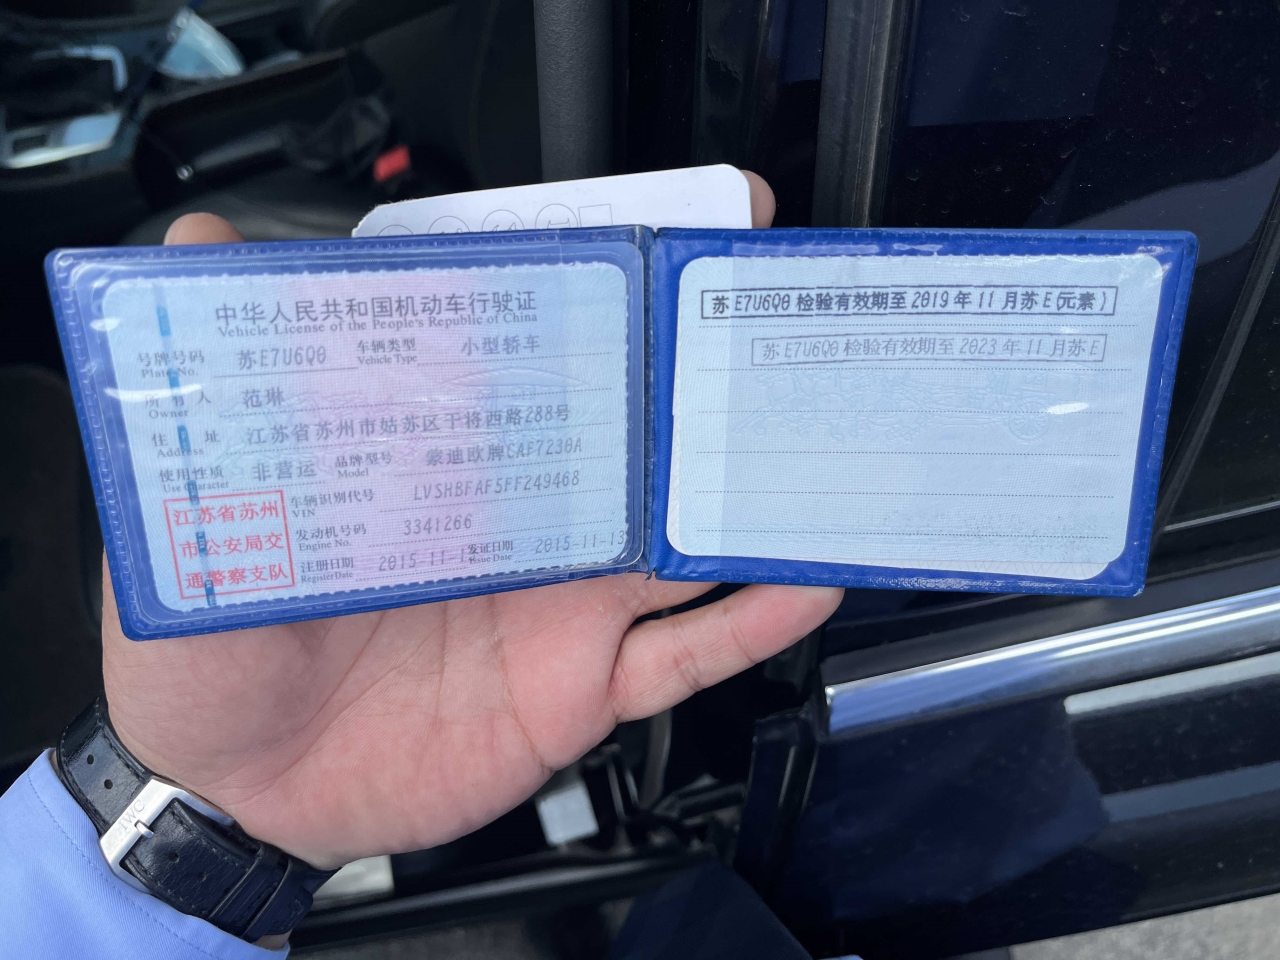 中华人民共和国机动车行驶证
Vehicle License of the People's Republic of China
号牌号码 苏E7U6Q0 车辆类型 小型轿车
Plate No. Vehicle Type
所有人 范琳
Owner
住址 江苏省苏州市姑苏区干将西路288号
Address
使用性质 非营运 品牌型号 蒙迪欧牌CAF7230A
Use Character Model
车辆识别代号 LVSHBFAF5FF249468
VIN
发动机号码 3341266
Engine No.
注册日期 2015-11-1 发证日期 2015-11-13
Register Date Issue Date
江苏省苏州
市公安局交
通警察支队
苏E7U6Q0检验有效期至2019年11月苏E(元素)
苏E7U6Q0检验有效期至2023年11月苏E